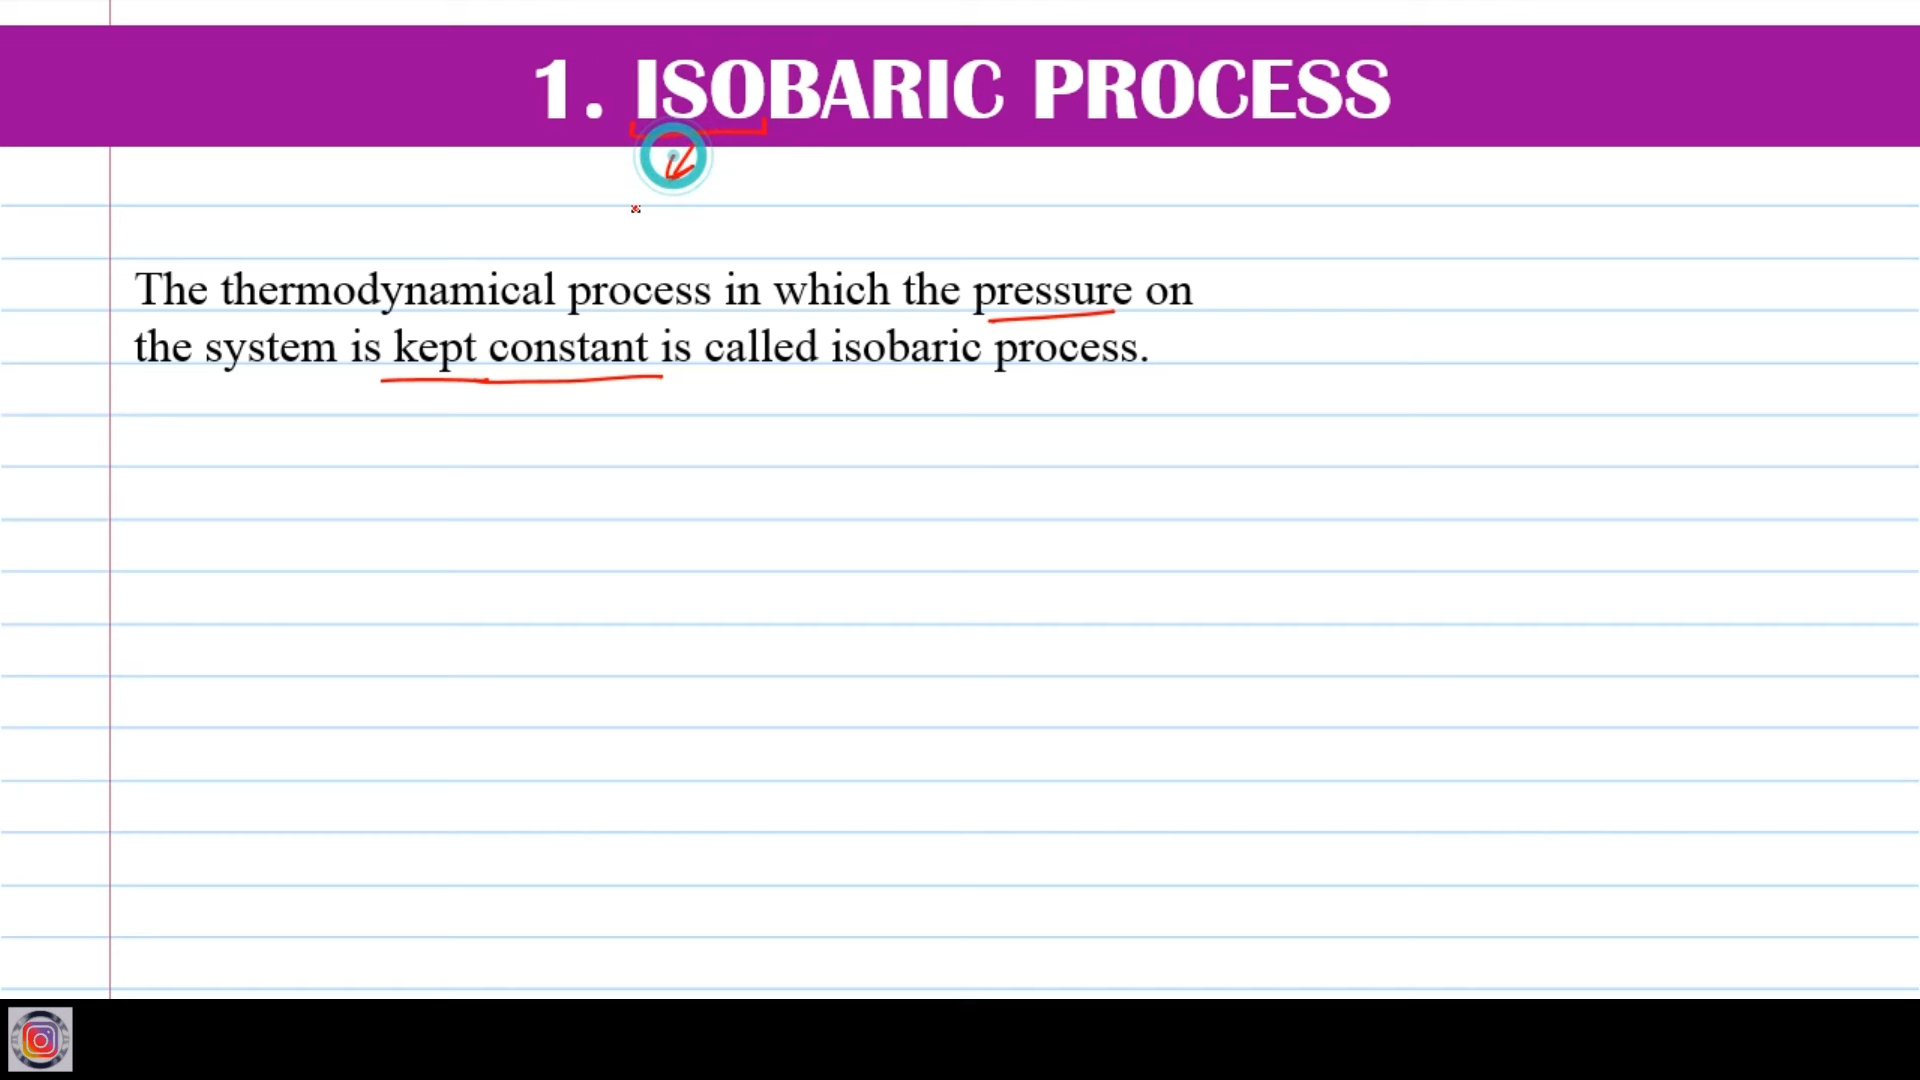 1. ISOBARIC PROCESS
The thermodynamical process in which the pressure on
the system is kept constant is called isobaric process.